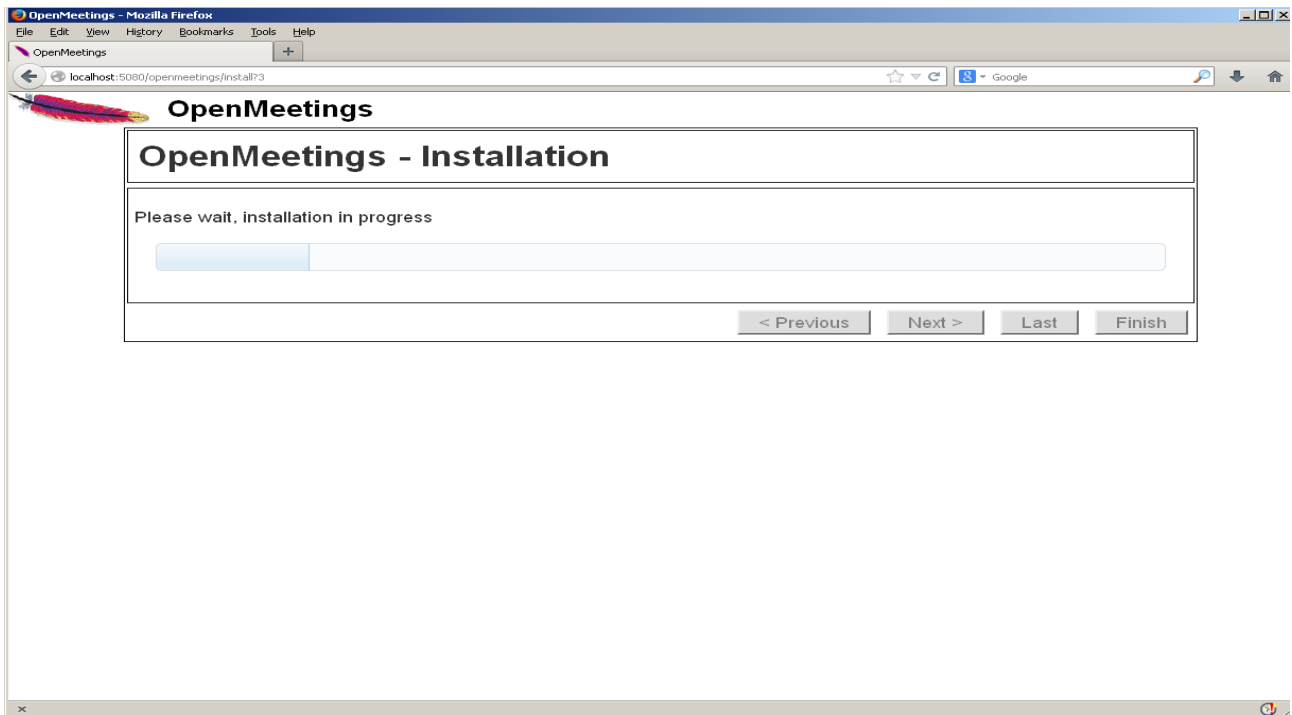 OpenMeetings - Mozilla Firefox
File Edit View History Bookmarks Tools Help
OpenMeetings +
localhost:5080/openmeetings/install?3 8 Google
OpenMeetings
OpenMeetings - Installation
Please wait, installation in progress
< Previous Next > Last Finish